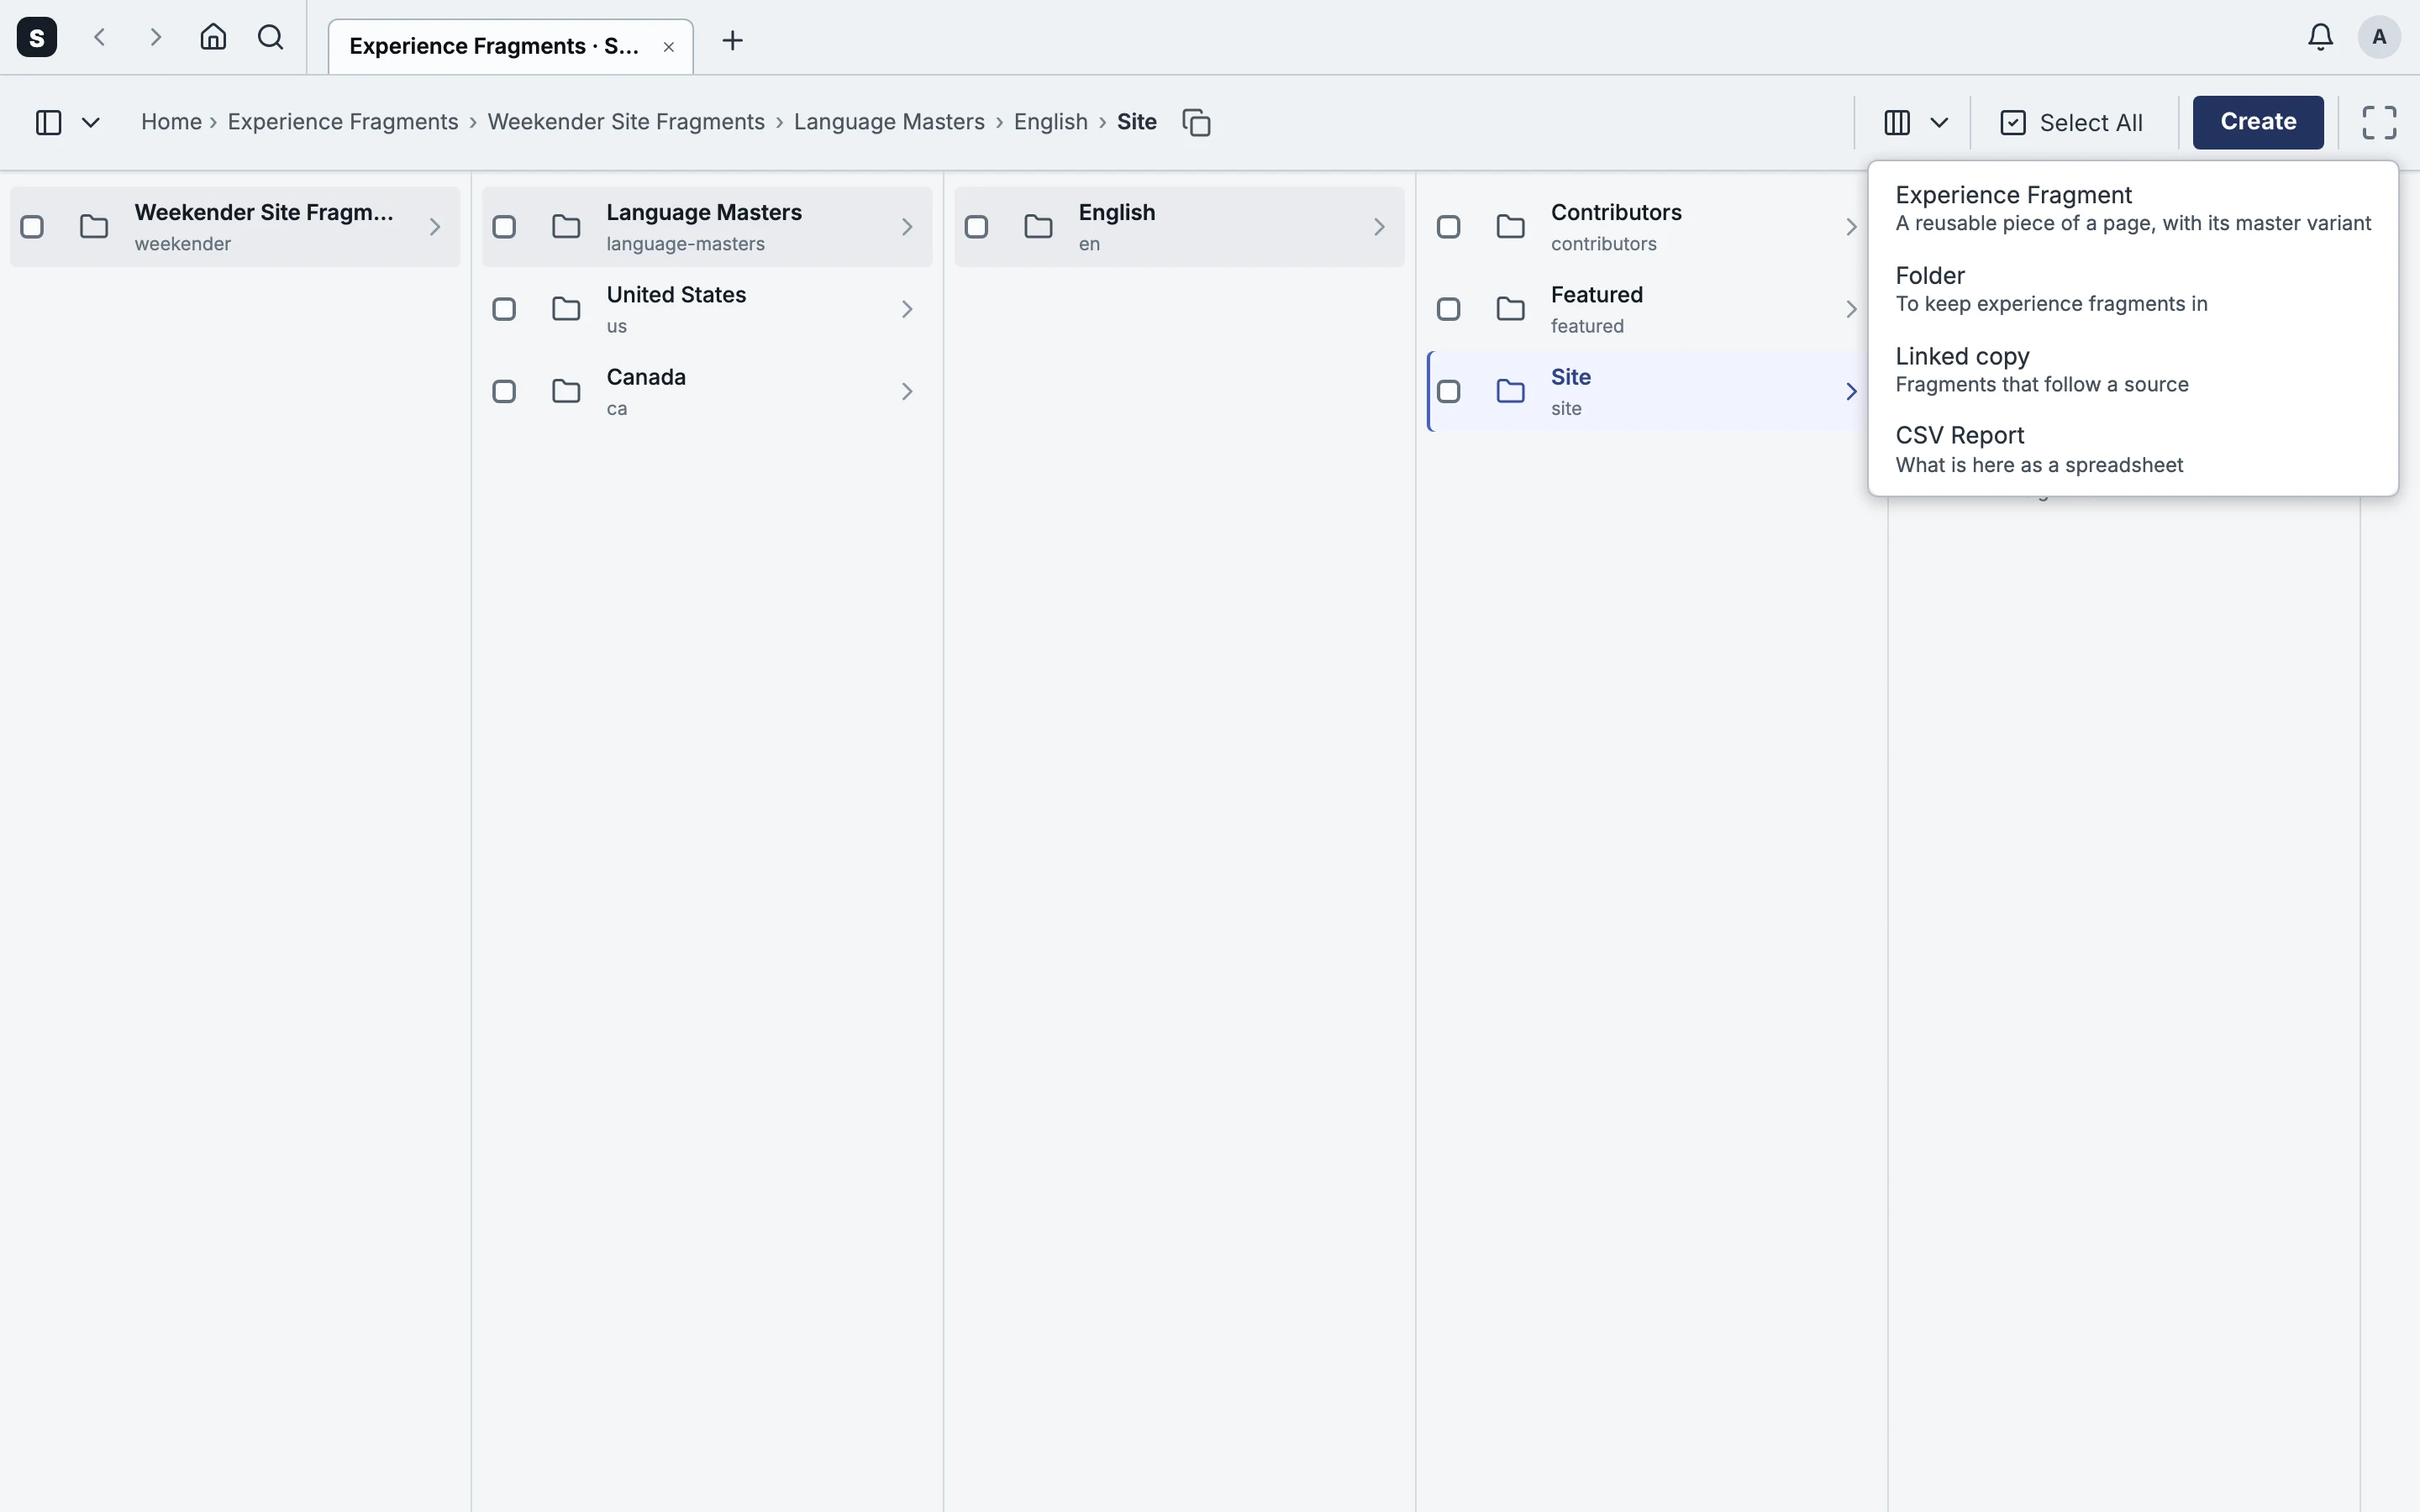 S
Experience Fragments · S...
A
Home › Experience Fragments › Weekender Site Fragments › Language Masters › English › Site
Select All
Create
Weekender Site Fragm...
weekender
Language Masters
language-masters
United States
us
Canada
ca
English
en
Contributors
contributors
Featured
featured
Site
site
Experience Fragment
A reusable piece of a page, with its master variant
Folder
To keep experience fragments in
Linked copy
Fragments that follow a source
CSV Report
What is here as a spreadsheet